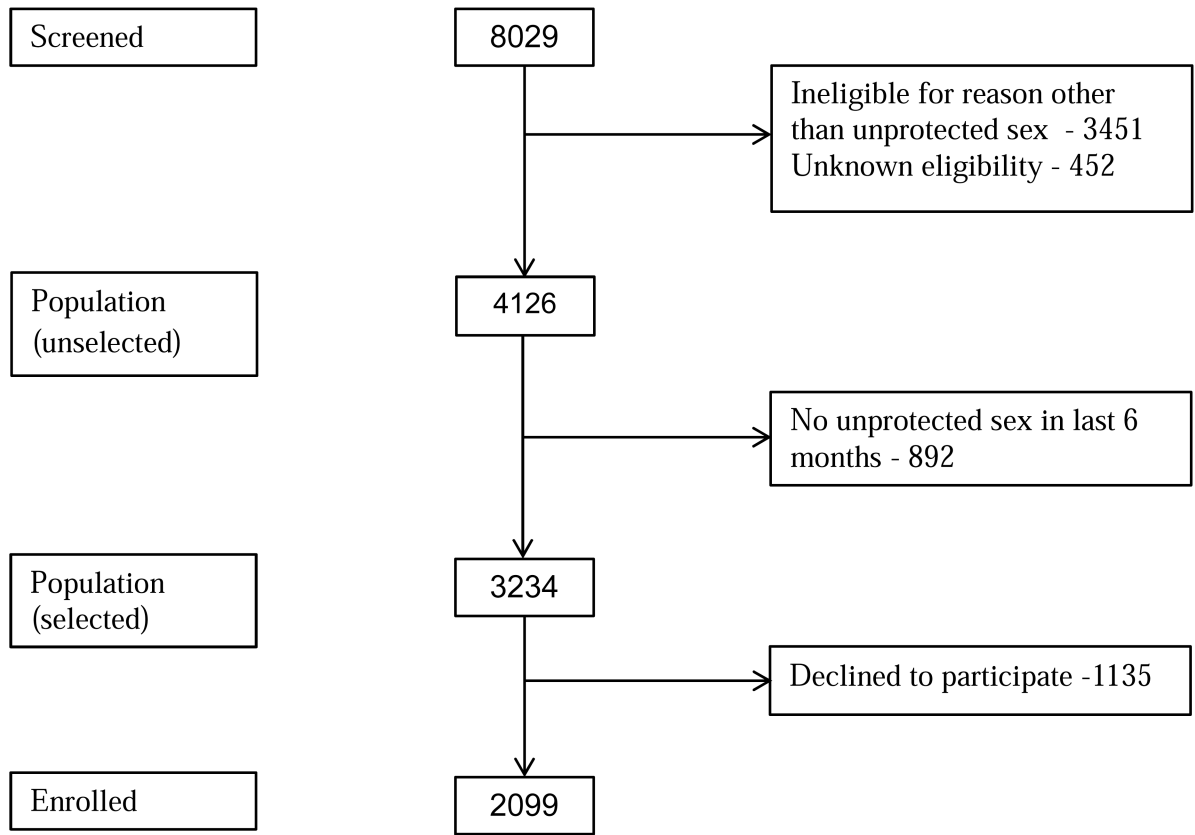 Screened
8029
Ineligible for reason other
than unprotected sex - 3451
Unknown eligibility - 452
Population
(unselected)
4126
No unprotected sex in last 6
months - 892
Population
(selected)
3234
Declined to participate -1135
Enrolled
2099